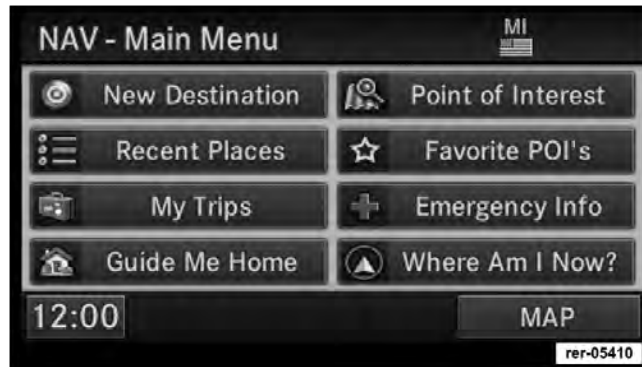 NAV - Main Menu
MI
New Destination
Point of Interest
Recent Places
Favorite POI's
My Trips
Emergency Info
Guide Me Home
Where Am I Now?
12:00
MAP
rer-05410